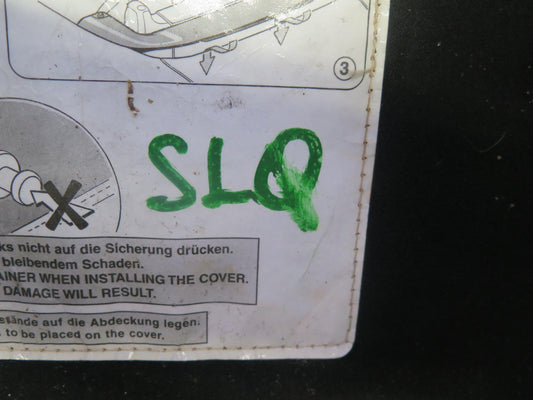 3
SLQ
ks nicht auf die Sicherung drücken.
bleibendem Schaden.
AINER WHEN INSTALLING THE COVER.
DAMAGE WILL RESULT.
stände auf die Abdeckung legen.
to be placed on the cover.